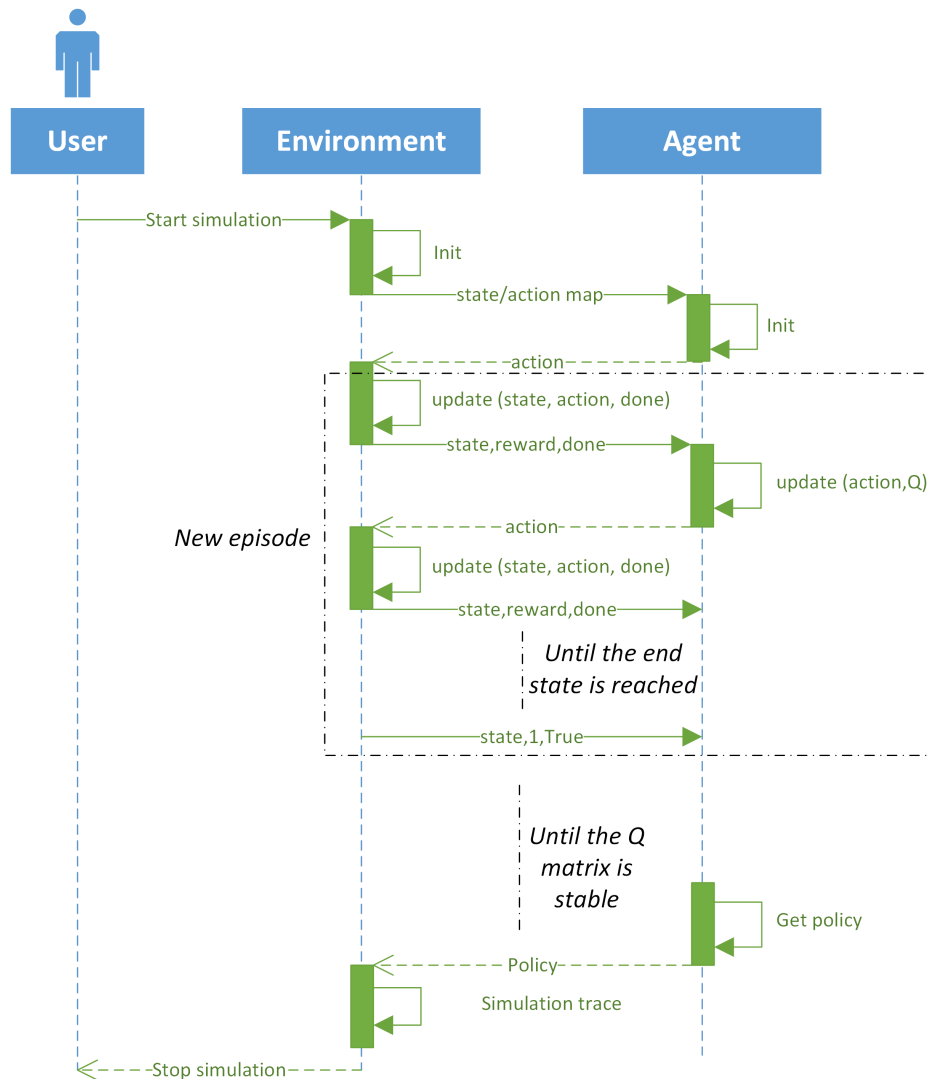 User
Environment
Agent
Start simulation
Init
state/action map
Init
action
update (state, action, done)
state,reward,done
update (action,Q)
New episode
action
update (state, action, done)
state,reward,done
Until the end
state is reached
state,1,True
Until the Q
matrix is
stable
Get policy
Policy
Simulation trace
Stop simulation